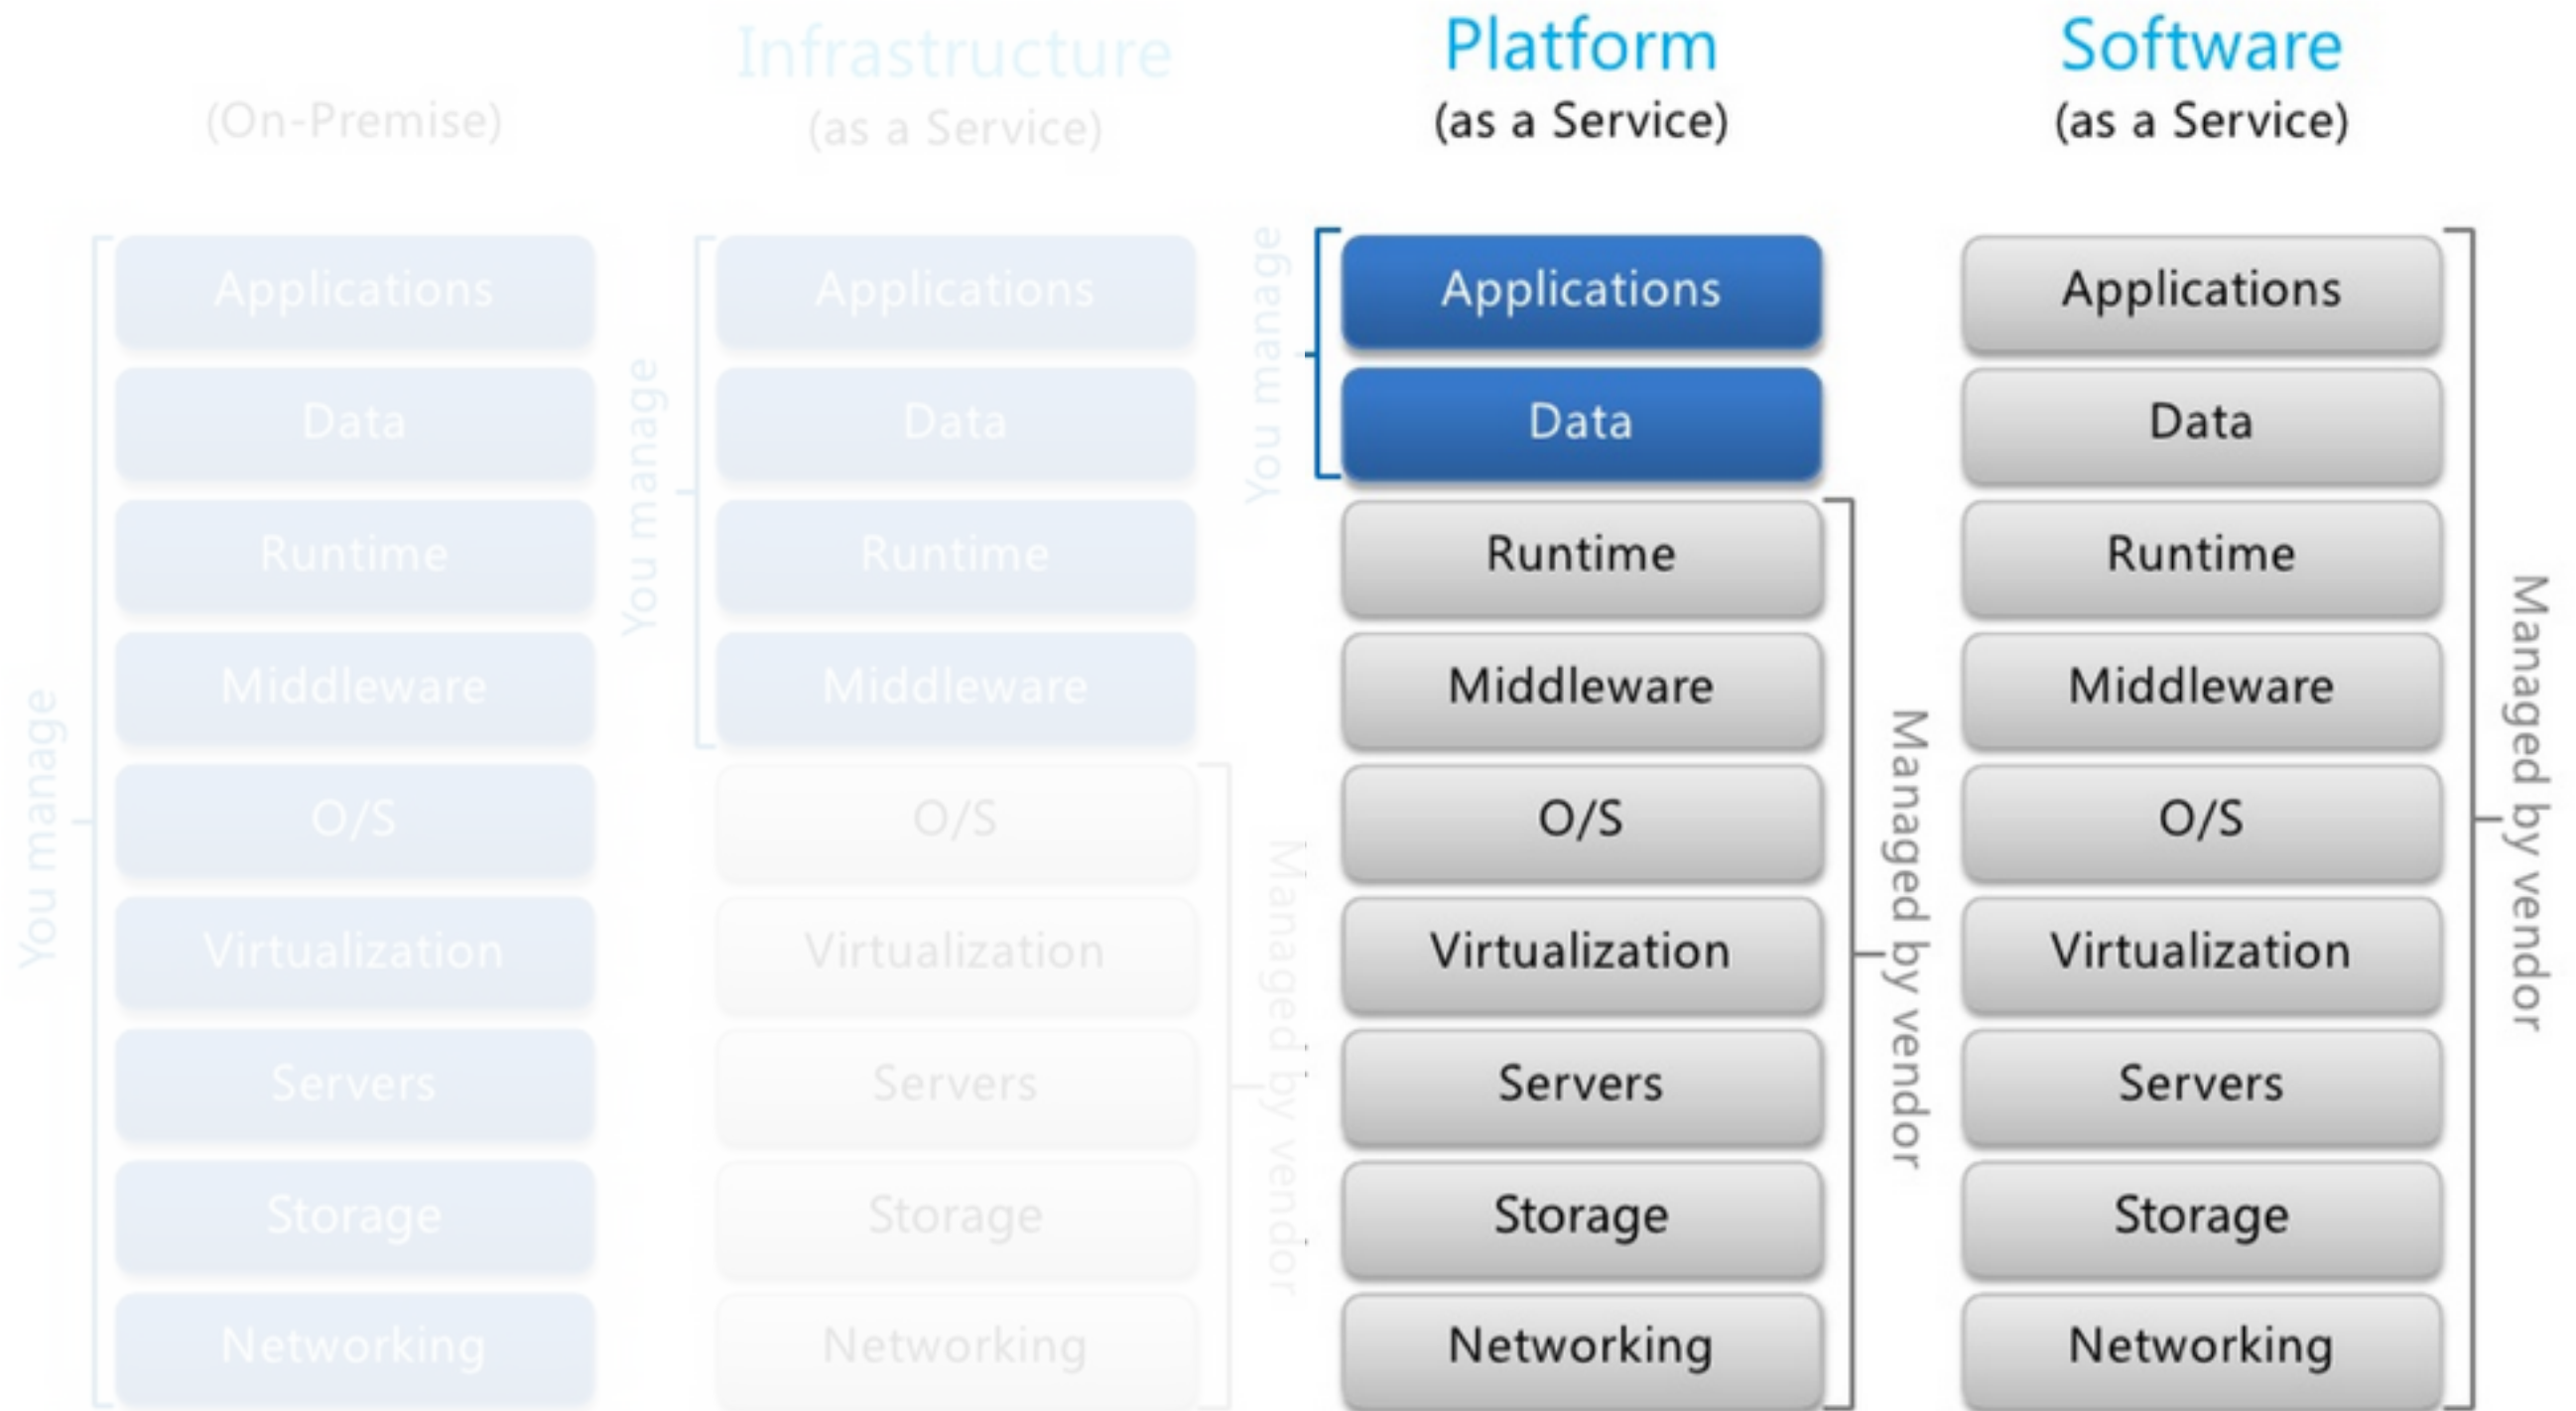 (On-Premise)
You manage
Applications
Data
Runtime
Middleware
O/S
Virtualization
Servers
Storage
Networking
Infrastructure
(as a Service)
You manage
Applications
Data
Runtime
Middleware
O/S
Virtualization
Servers
Storage
Networking
Managed by vendor
Platform
(as a Service)
You manage
Applications
Data
Runtime
Middleware
O/S
Virtualization
Servers
Storage
Networking
Managed by vendor
Software
(as a Service)
Applications
Data
Runtime
Middleware
O/S
Virtualization
Servers
Storage
Networking
Managed by vendor